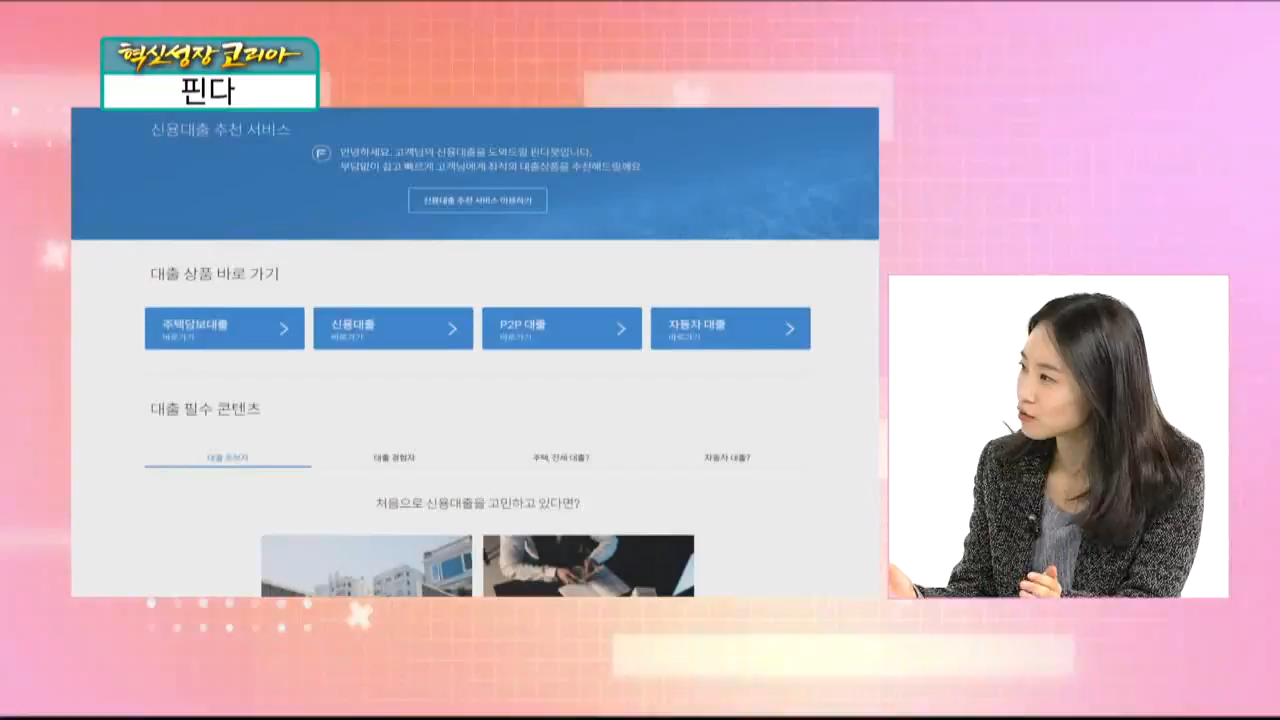 혁신성장 코리아
핀다
신용대출 추천 서비스
F
안녕하세요. 고객님의 신용대출을 도와드릴 핀다봇입니다.
부담없이 쉽고 빠르게 고객님에게 최적의 대출상품을 추천해드릴게요
신용대출 추천 서비스 이용하기
대출 상품 바로 가기
주택담보대출
바로가기
신용대출
바로가기
P2P 대출
바로가기
자동차 대출
바로가기
대출 필수 콘텐츠
대출 초보자
대출 경험자
주택, 전세 대출?
자동차 대출?
처음으로 신용대출을 고민하고 있다면?